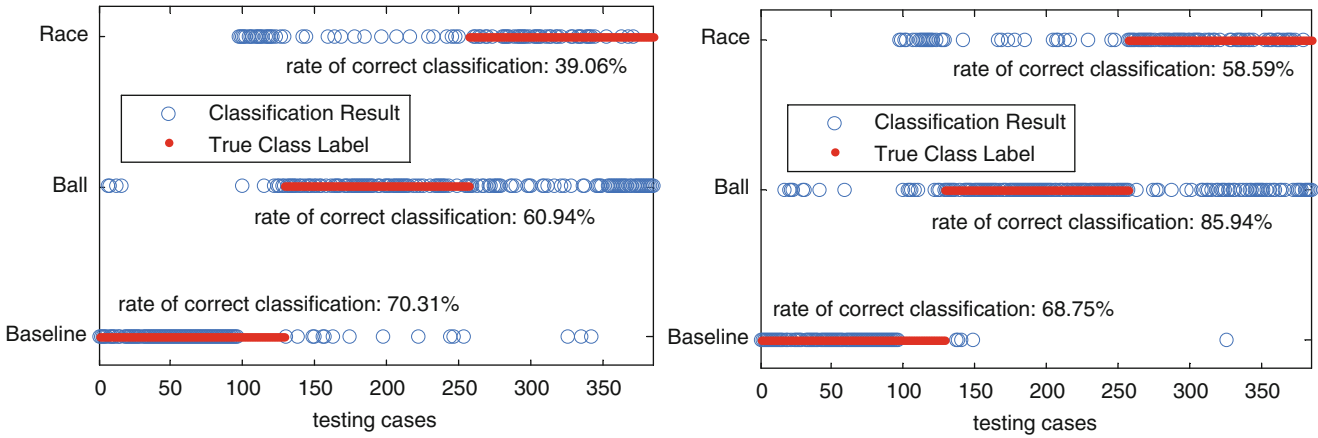 Race
rate of correct classification: 39.06%
Classification Result
True Class Label
Ball
rate of correct classification: 60.94%
rate of correct classification: 70.31%
Baseline
0 50 100 150 200 250 300 350
testing cases
Race
rate of correct classification: 58.59%
Classification Result
True Class Label
Ball
rate of correct classification: 85.94%
rate of correct classification: 68.75%
Baseline
0 50 100 150 200 250 300 350
testing cases